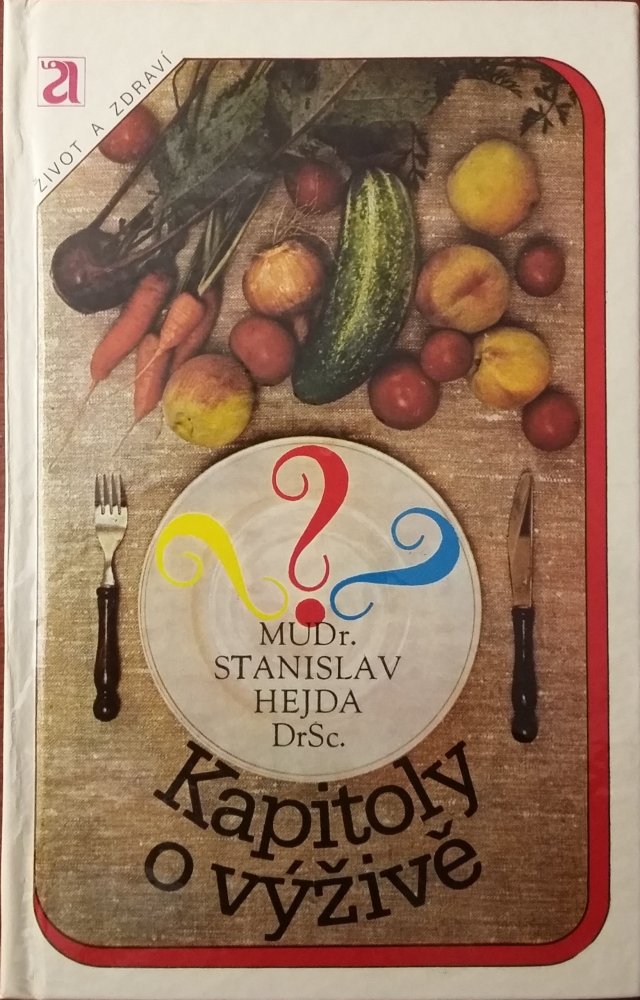 ŽIVOT A ZDRAVÍ
MUDr.
STANISLAV
HEJDA
DrSc.
Kapitoly
o výživě